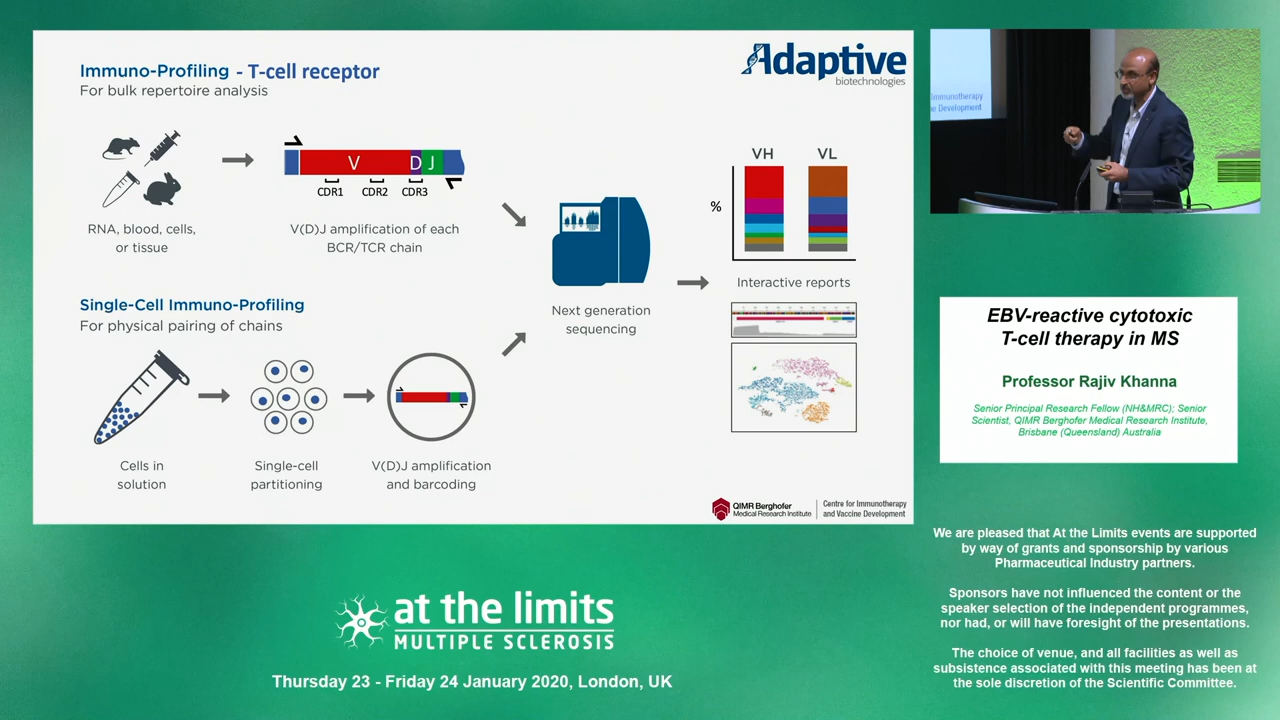 Immuno-Profiling - T-cell receptor
For bulk repertoire analysis
Adaptive
biotechnologies
RNA, blood, cells,
or tissue
V
D
J
CDR1
CDR2
CDR3
V(D)J amplification of each
BCR/TCR chain
Single-Cell Immuno-Profiling
For physical pairing of chains
Cells in
solution
Single-cell
partitioning
V(D)J amplification
and barcoding
Next generation
sequencing
VH
VL
%
Interactive reports
QIMR Berghofer
Medical Research Institute
Centre for Immunotherapy
and Vaccine Development
EBV-reactive cytotoxic
T-cell therapy in MS
Professor Rajiv Khanna
Senior Principal Research Fellow (NH&MRC); Senior
Scientist, QIMR Berghofer Medical Research Institute,
Brisbane (Queensland) Australia
We are pleased that At the Limits events are supported
by way of grants and sponsorship by various
Pharmaceutical Industry partners.
Sponsors have not influenced the content or the
speaker selection of the independent programmes,
nor had, or will have foresight of the presentations.
The choice of venue, and all facilities as well as
subsistence associated with this meeting has been at
the sole discretion of the Scientific Committee.
at the limits
MULTIPLE SCLEROSIS
Thursday 23 - Friday 24 January 2020, London, UK